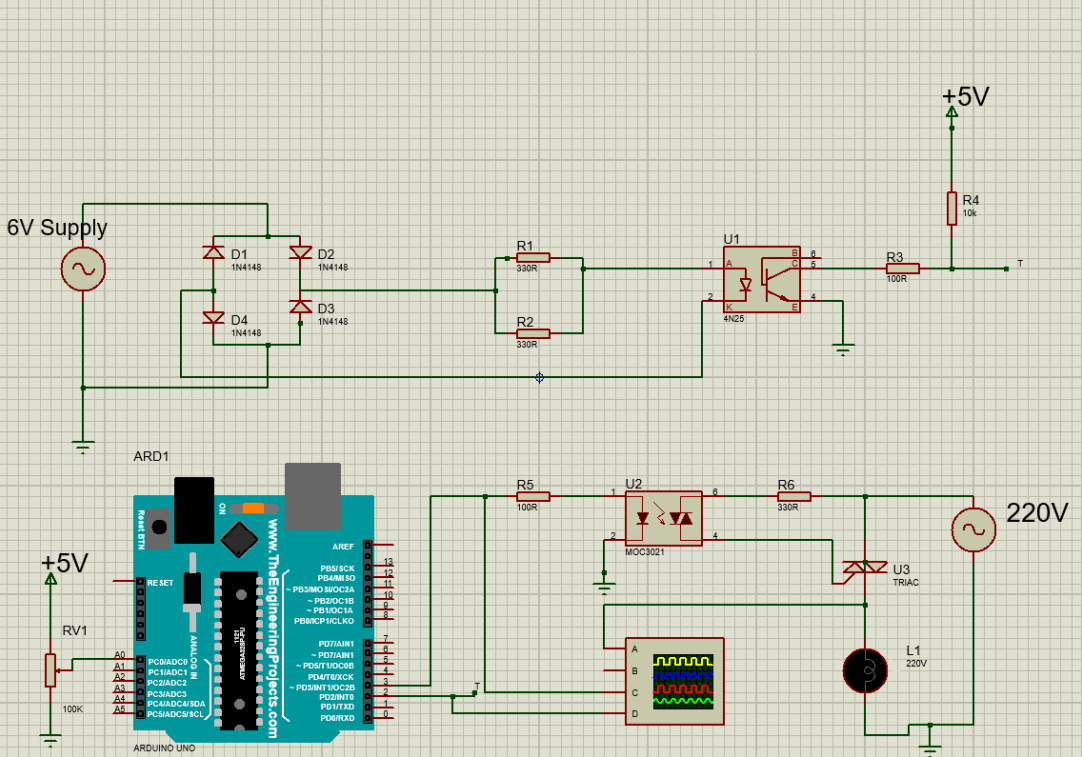 +5V
6V Supply
R4
10k
D1
1N4148
D2
1N4148
R1
330R
U1
A
B
C
K
E
1
2
6
5
4
4N25
R3
100R
T
D4
1N4148
D3
1N4148
R2
330R
ARD1
ARDUINO UNO
Reset BTN
ON
www.TheEngineeringProjects.com
ANALOG IN
1121
ATMEGA328P-PU
RESET
AREF
PB5/SCK
PB4/MISO
~ PB3/MOSI/OC2A
~ PB2/OC1B
~ PB1/OC1A
PB0/ICP1/CLKO
PD7/AIN1
~ PD7/AIN1
~ PD5/T1/OC0B
PD4/T0/XCK
~ PD3/INT1/OC2B
PD2/INT0
PD1/TXD
PD0/RXD
13
12
11
10
9
8
7
6
5
4
3
2
1
0
A0
A1
A2
A3
A4
A5
PC0/ADC0
PC1/ADC1
PC2/ADC2
PC3/ADC3
PC4/ADC4/SDA
PC5/ADC5/SCL
+5V
RV1
100K
T
R5
100R
U2
1
2
6
4
MOC3021
R6
330R
220V
U3
TRIAC
A
B
C
D
L1
220V